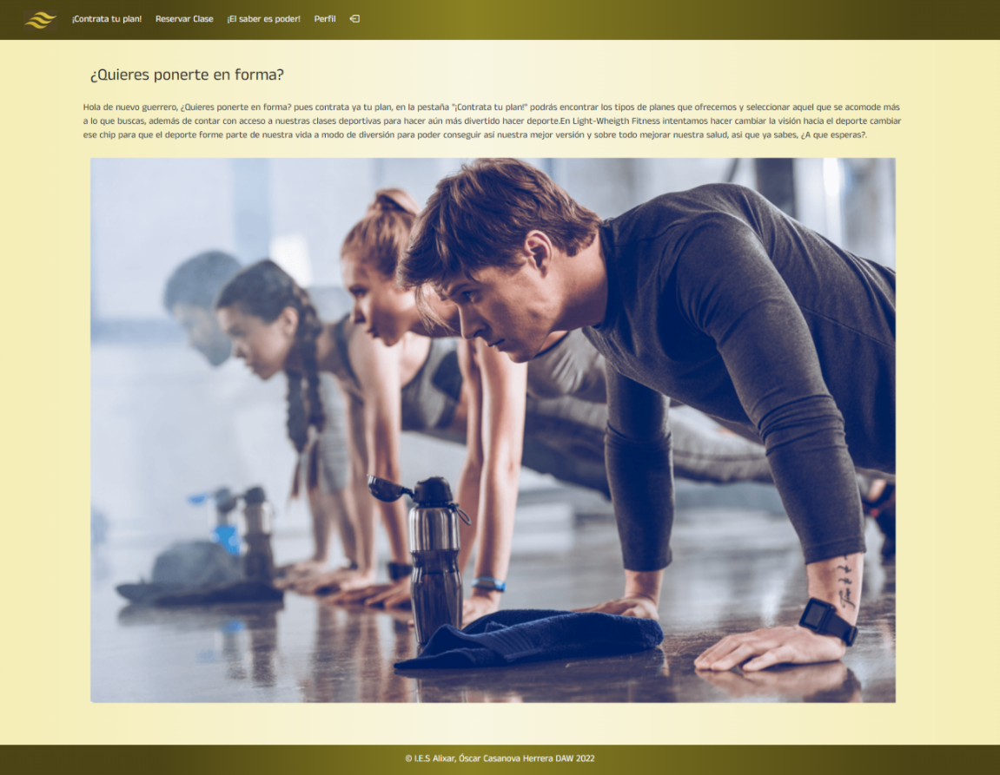 ¡Contrata tu plan! Reservar Clase ¡El saber es poder! Perfil
¿Quieres ponerte en forma?
Hola de nuevo guerrero, ¿Quieres ponerte en forma? pues contrata ya tu plan, en la pestaña "¡Contrata tu plan!" podrás encontrar los tipos de planes que ofrecemos y seleccionar aquel que se acomode más
a lo que buscas, además de contar con acceso a nuestras clases deportivas para hacer aún más divertido hacer deporte.En Light-Wheigth Fitness intentamos hacer cambiar la visión hacia el deporte cambiar
ese chip para que el deporte forme parte de nuestra vida a modo de diversión para poder conseguir así nuestra mejor versión y sobre todo mejorar nuestra salud, asi que ya sabes, ¿A que esperas?.
© I.E.S Alixar, Óscar Casanova Herrera DAW 2022